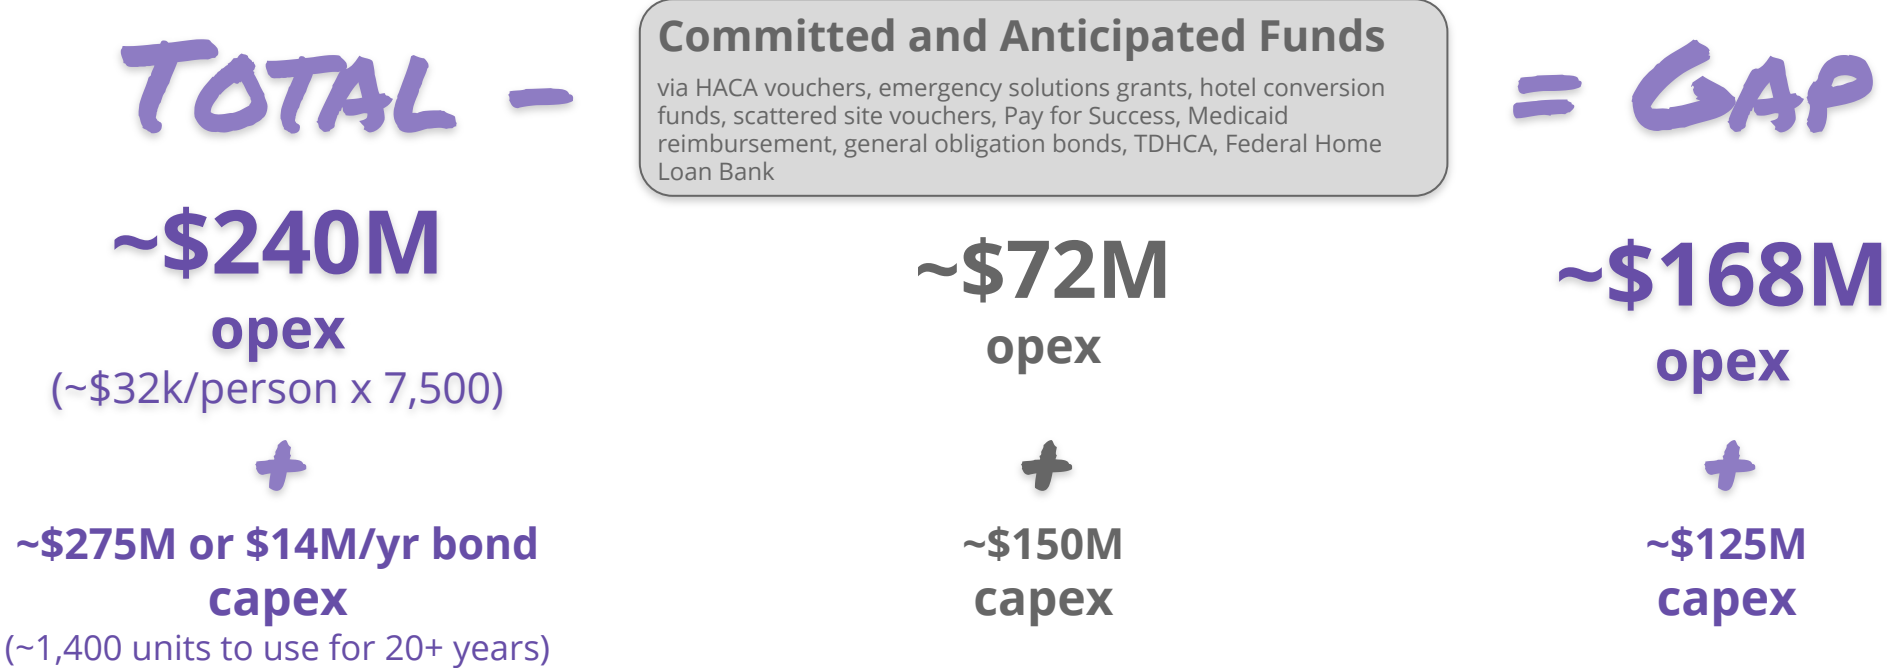 TOTAL –
Committed and Anticipated Funds
via HACA vouchers, emergency solutions grants, hotel conversion
funds, scattered site vouchers, Pay for Success, Medicaid
reimbursement, general obligation bonds, TDHCA, Federal Home
Loan Bank
= GAP
~$240M
opex
(~$32k/person x 7,500)
+
~$275M or $14M/yr bond
capex
(~1,400 units to use for 20+ years)
~$72M
opex
+
~$150M
capex
~$168M
opex
+
~$125M
capex